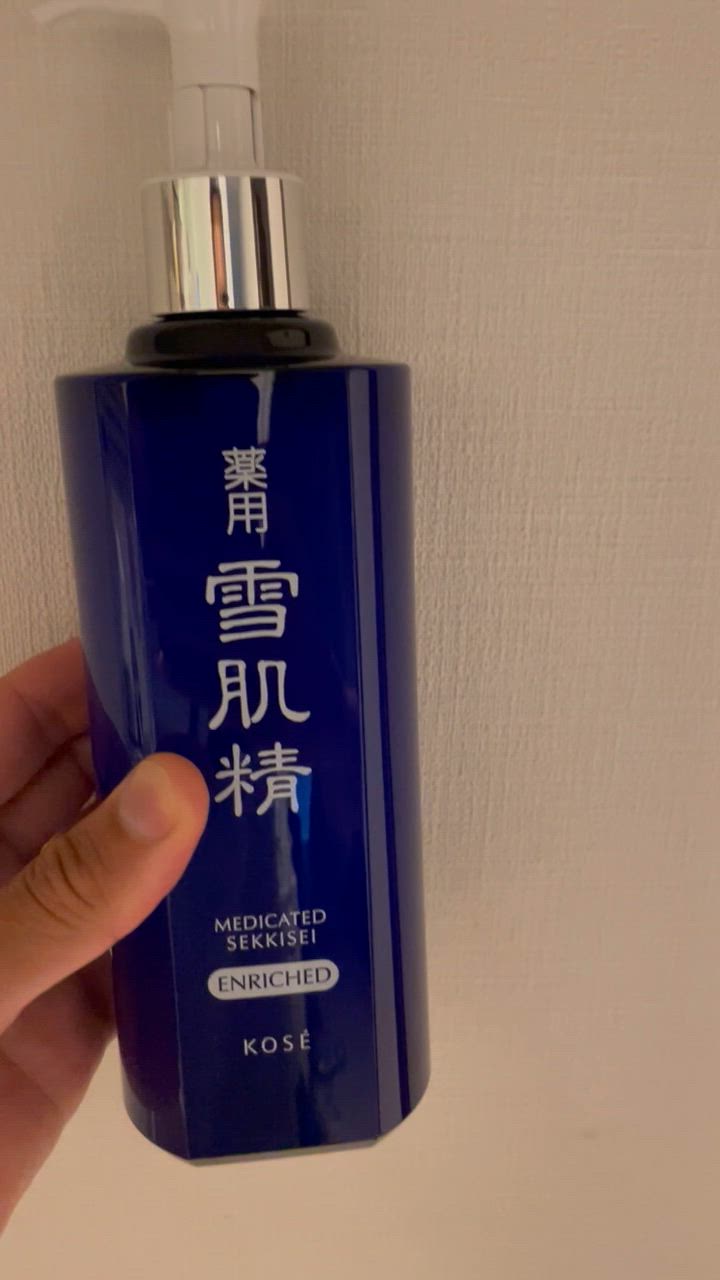 薬用
雪肌精
MEDICATED
SEKKISEI
ENRICHED
KOSÉ